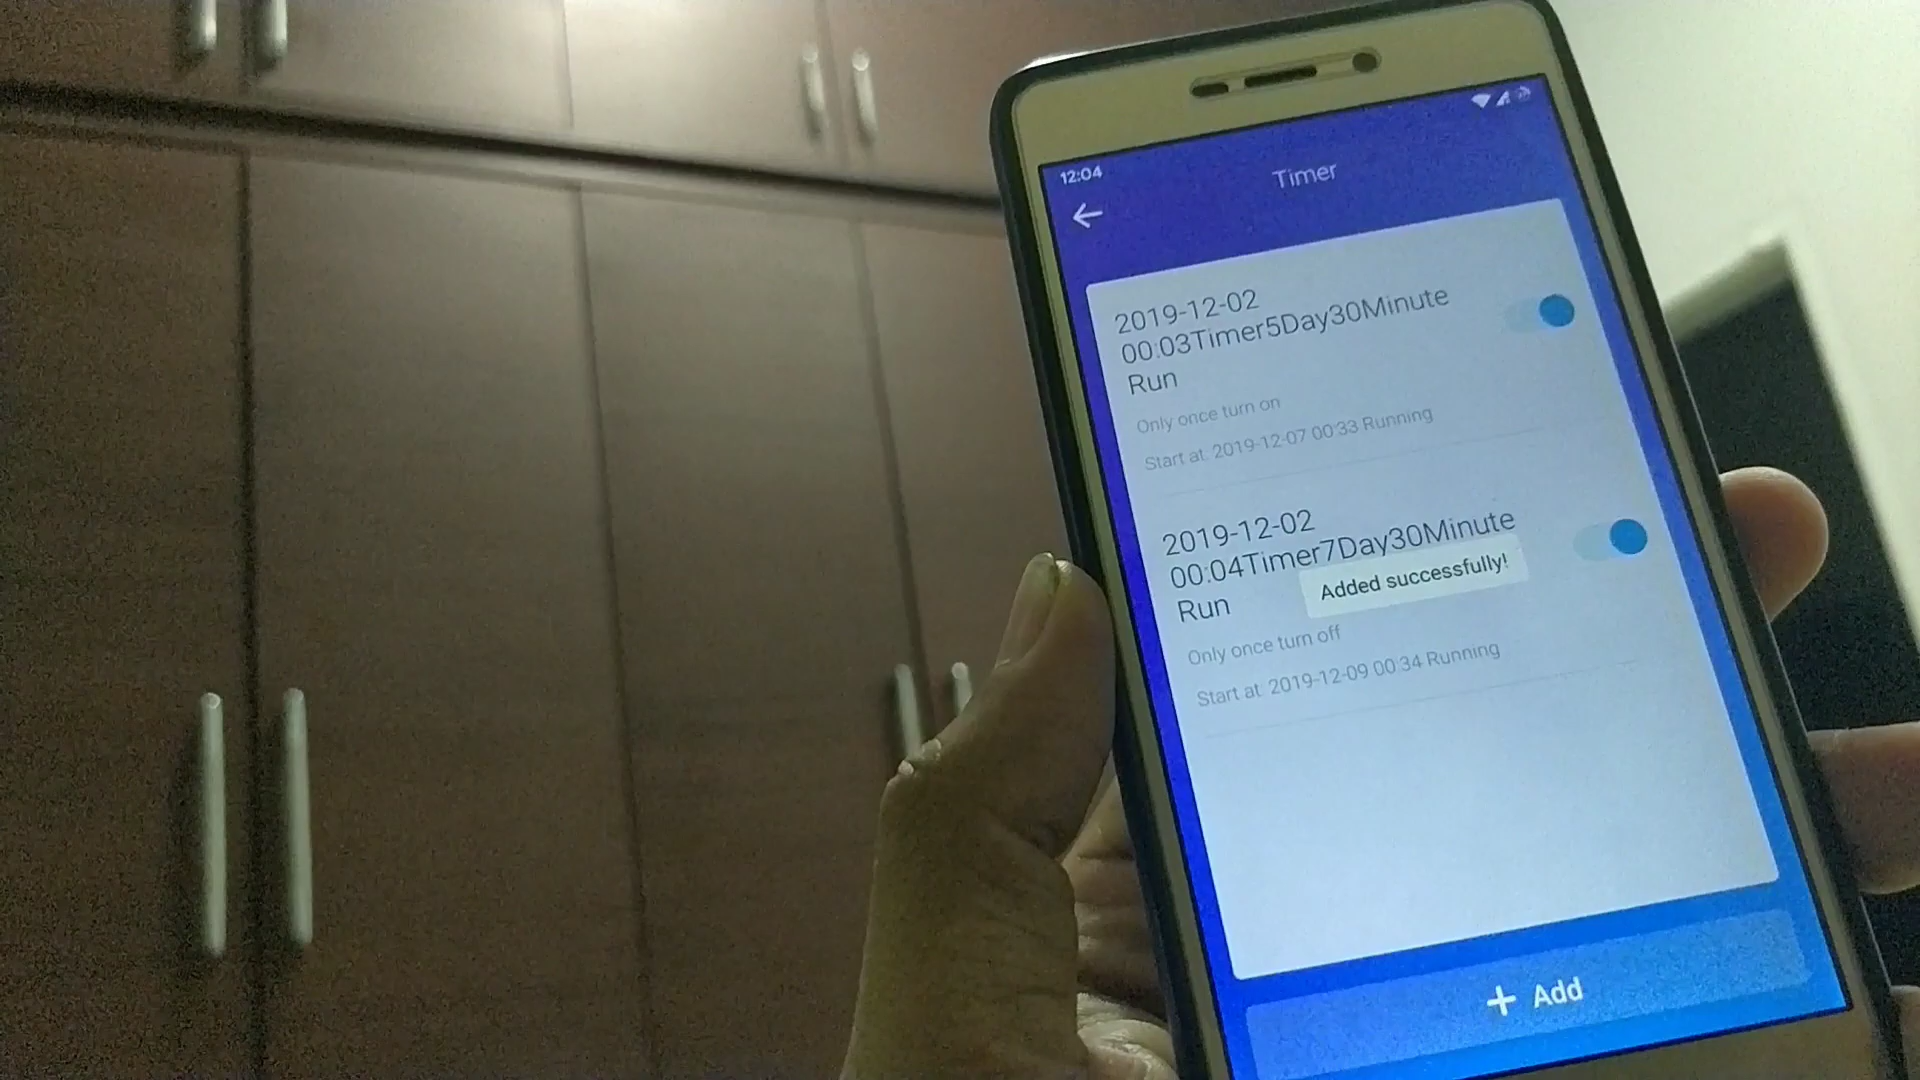 12:04
Timer
2019-12-02
00:03Timer5Day30Minute
Run
Only once turn on
Start at: 2019-12-07 00:33 Running
2019-12-02
00:04Timer7Day30Minute
Run
Added successfully!
Only once turn off
Start at: 2019-12-09 00:34 Running
+ Add